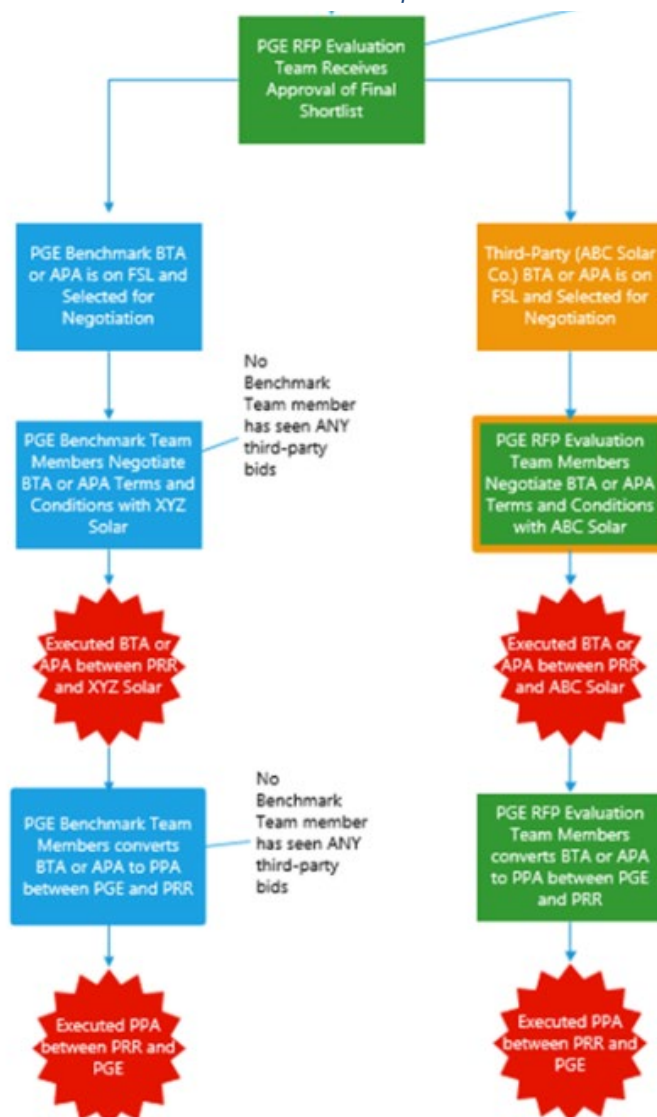 PGE RFP Evaluation
Team Receives
Approval of Final
Shortlist
PGE Benchmark BTA
or APA is on FSL and
Selected for
Negotiation
Third-Party (ABC Solar
Co.) BTA or APA is on
FSL and Selected for
Negotiation
No
Benchmark
Team member
has seen ANY
third-party
bids
PGE Benchmark Team
Members Negotiate
BTA or APA Terms and
Conditions with XYZ
Solar
PGE RFP Evaluation
Team Members
Negotiate BTA or APA
Terms and Conditions
with ABC Solar
Executed BTA or
APA between PRR
and XYZ Solar
Executed BTA or
APA between PRR
and ABC Solar
No
Benchmark
Team member
has seen ANY
third-party
bids
PGE Benchmark Team
Members converts
BTA or APA to PPA
between PGE and PRR
PGE RFP Evaluation
Team Members
converts BTA or APA
to PPA between PGE
and PRR
Executed PPA
between PRR and
PGE
Executed PPA
between PRR and
PGE